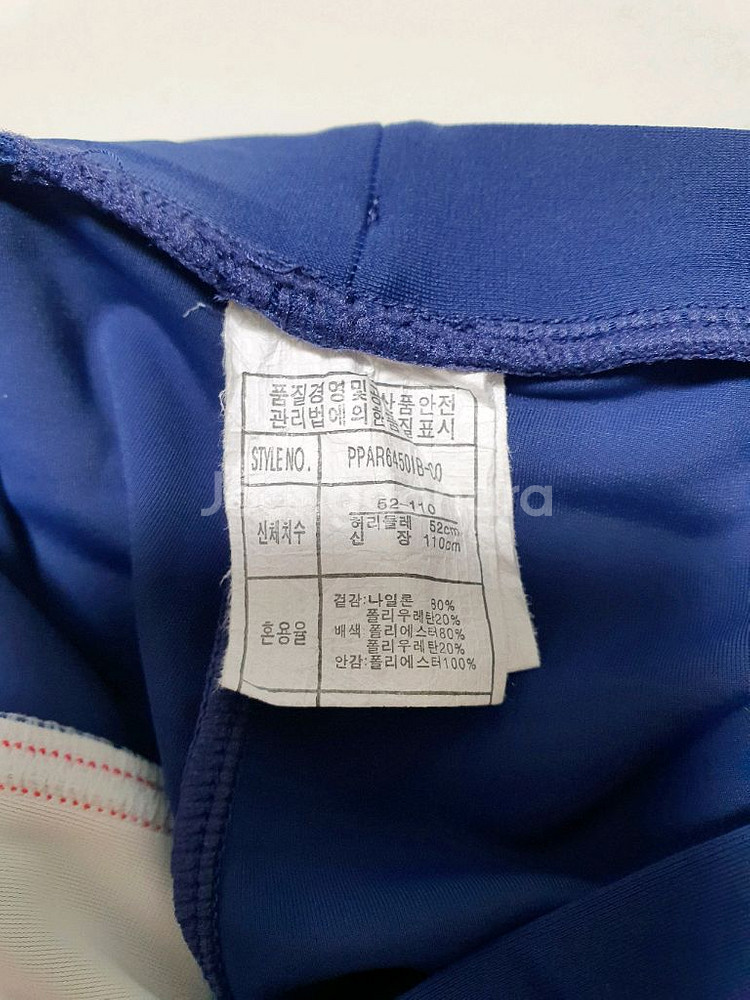 품질경영및공산품안전
관리법에의한품질표시
STYLE NO. PPAR6450IB-00
신체치수
52-110
허리둘레 52cm
신 장 110cm
혼용율
겉감:나일론 80%
폴리우레탄20%
배색 폴리에스터80%
폴리우레탄20%
안감:폴리에스터100%